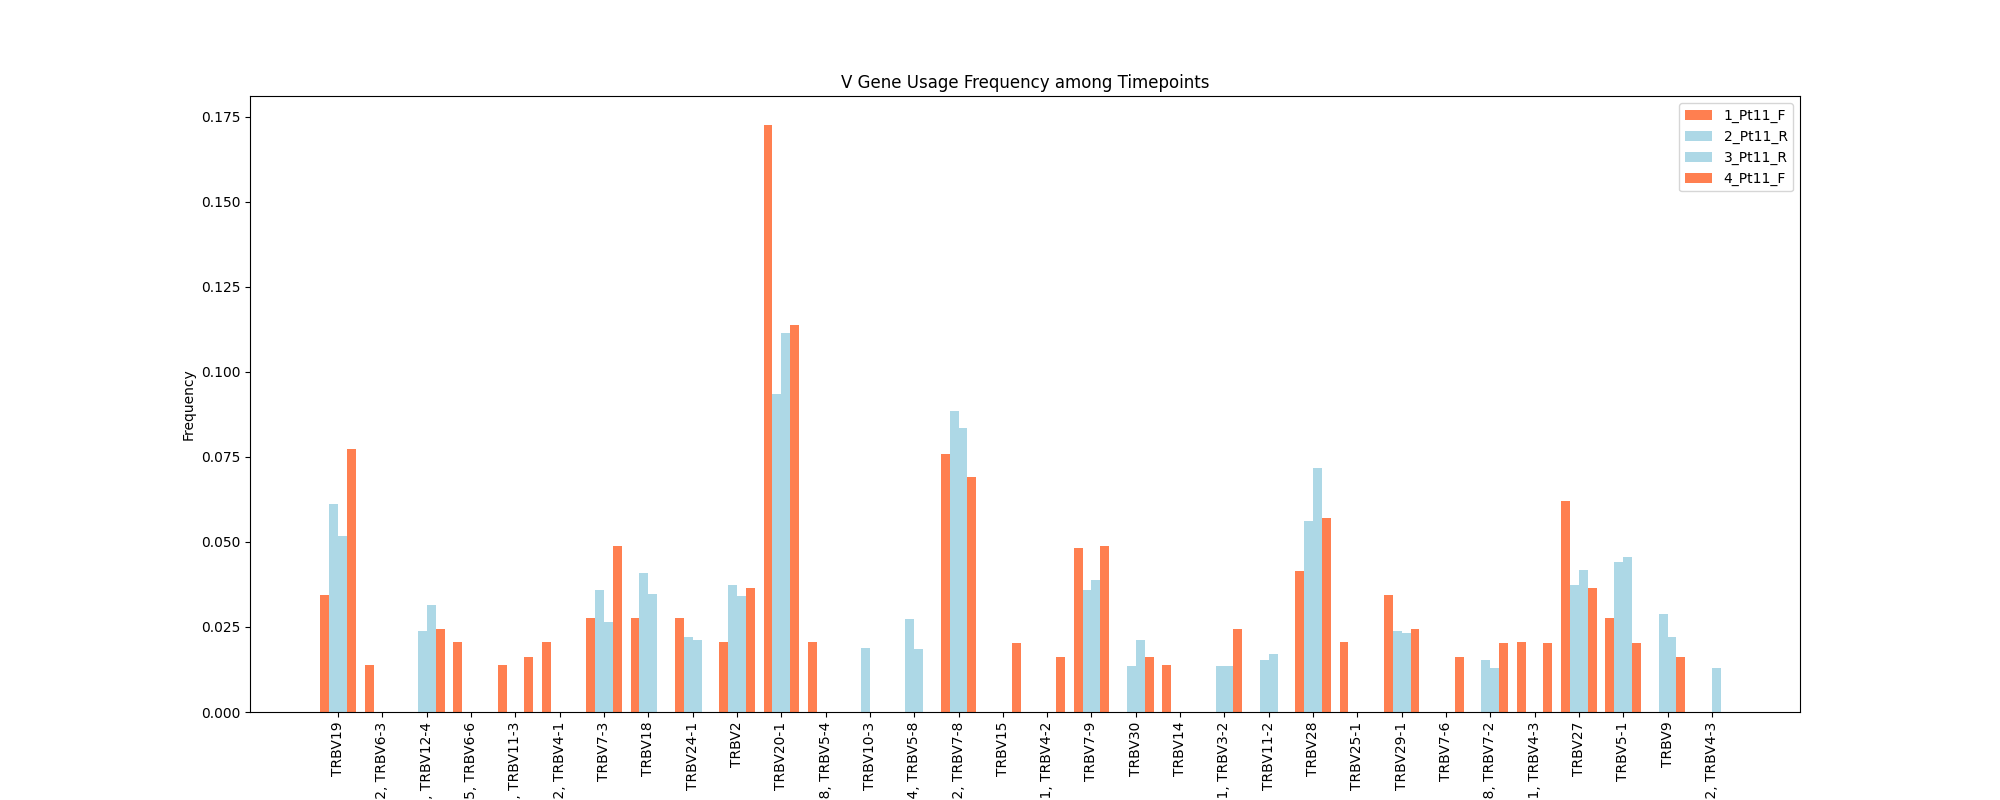 V Gene Usage Frequency among Timepoints
1_Pt11_F
2_Pt11_R
3_Pt11_R
4_Pt11_F
Frequency
0.175
0.150
0.125
0.100
0.075
0.050
0.025
0.000
TRBV19
2, TRBV6-3
, TRBV12-4
5, TRBV6-6
, TRBV11-3
2, TRBV4-1
TRBV7-3
TRBV18
TRBV24-1
TRBV2
TRBV20-1
8, TRBV5-4
TRBV10-3
4, TRBV5-8
2, TRBV7-8
TRBV15
1, TRBV4-2
TRBV7-9
TRBV30
TRBV14
1, TRBV3-2
TRBV11-2
TRBV28
TRBV25-1
TRBV29-1
TRBV7-6
8, TRBV7-2
1, TRBV4-3
TRBV27
TRBV5-1
TRBV9
2, TRBV4-3